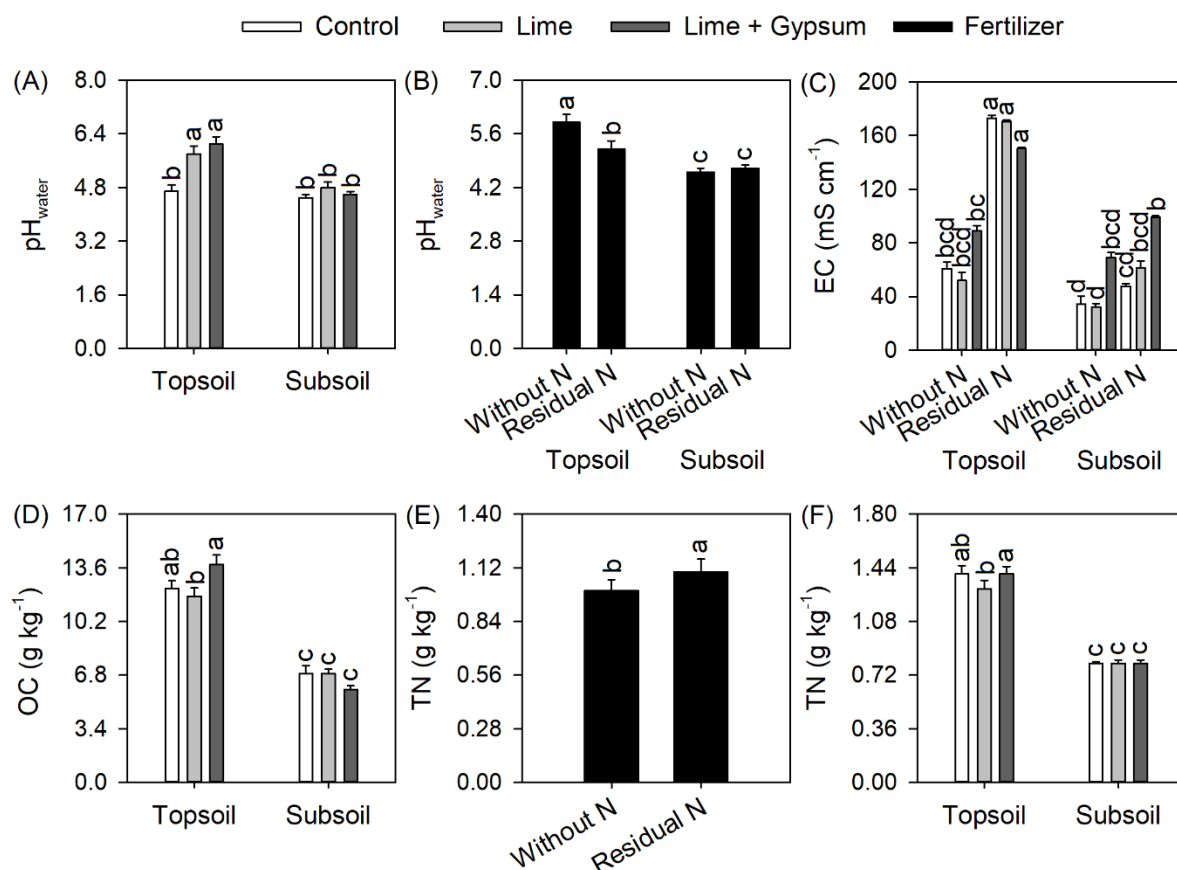 Control Lime Lime + Gypsum Fertilizer
(A)
8.0
6.4
4.8
3.2
1.6
0.0
pHwater
b a a b b b
Topsoil Subsoil
(B)
7.0
5.6
4.2
2.8
1.4
0.0
pHwater
a b c c
Without N Residual N Without N Residual N
Topsoil Subsoil
(C)
200
160
120
80
40
0
EC (mS cm-1)
bcd bcd bc a a a d d bcd cd bcd b
Without N Residual N Without N Residual N
Topsoil Subsoil
(D)
17.0
13.6
10.2
6.8
3.4
0.0
OC (g kg-1)
ab b a c c c
Topsoil Subsoil
(E)
1.40
1.12
0.84
0.56
0.28
0.00
TN (g kg-1)
b a
Without N Residual N
(F)
1.80
1.44
1.08
0.72
0.36
0.00
TN (g kg-1)
ab b a c c c
Topsoil Subsoil